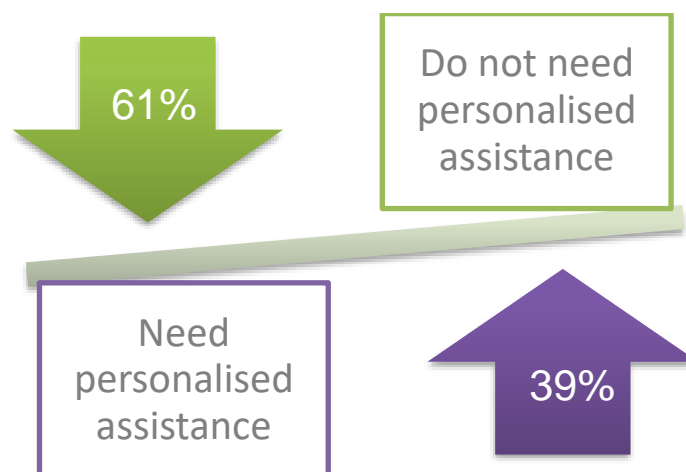 61%
Do not need
personalised
assistance
Need
personalised
assistance
39%